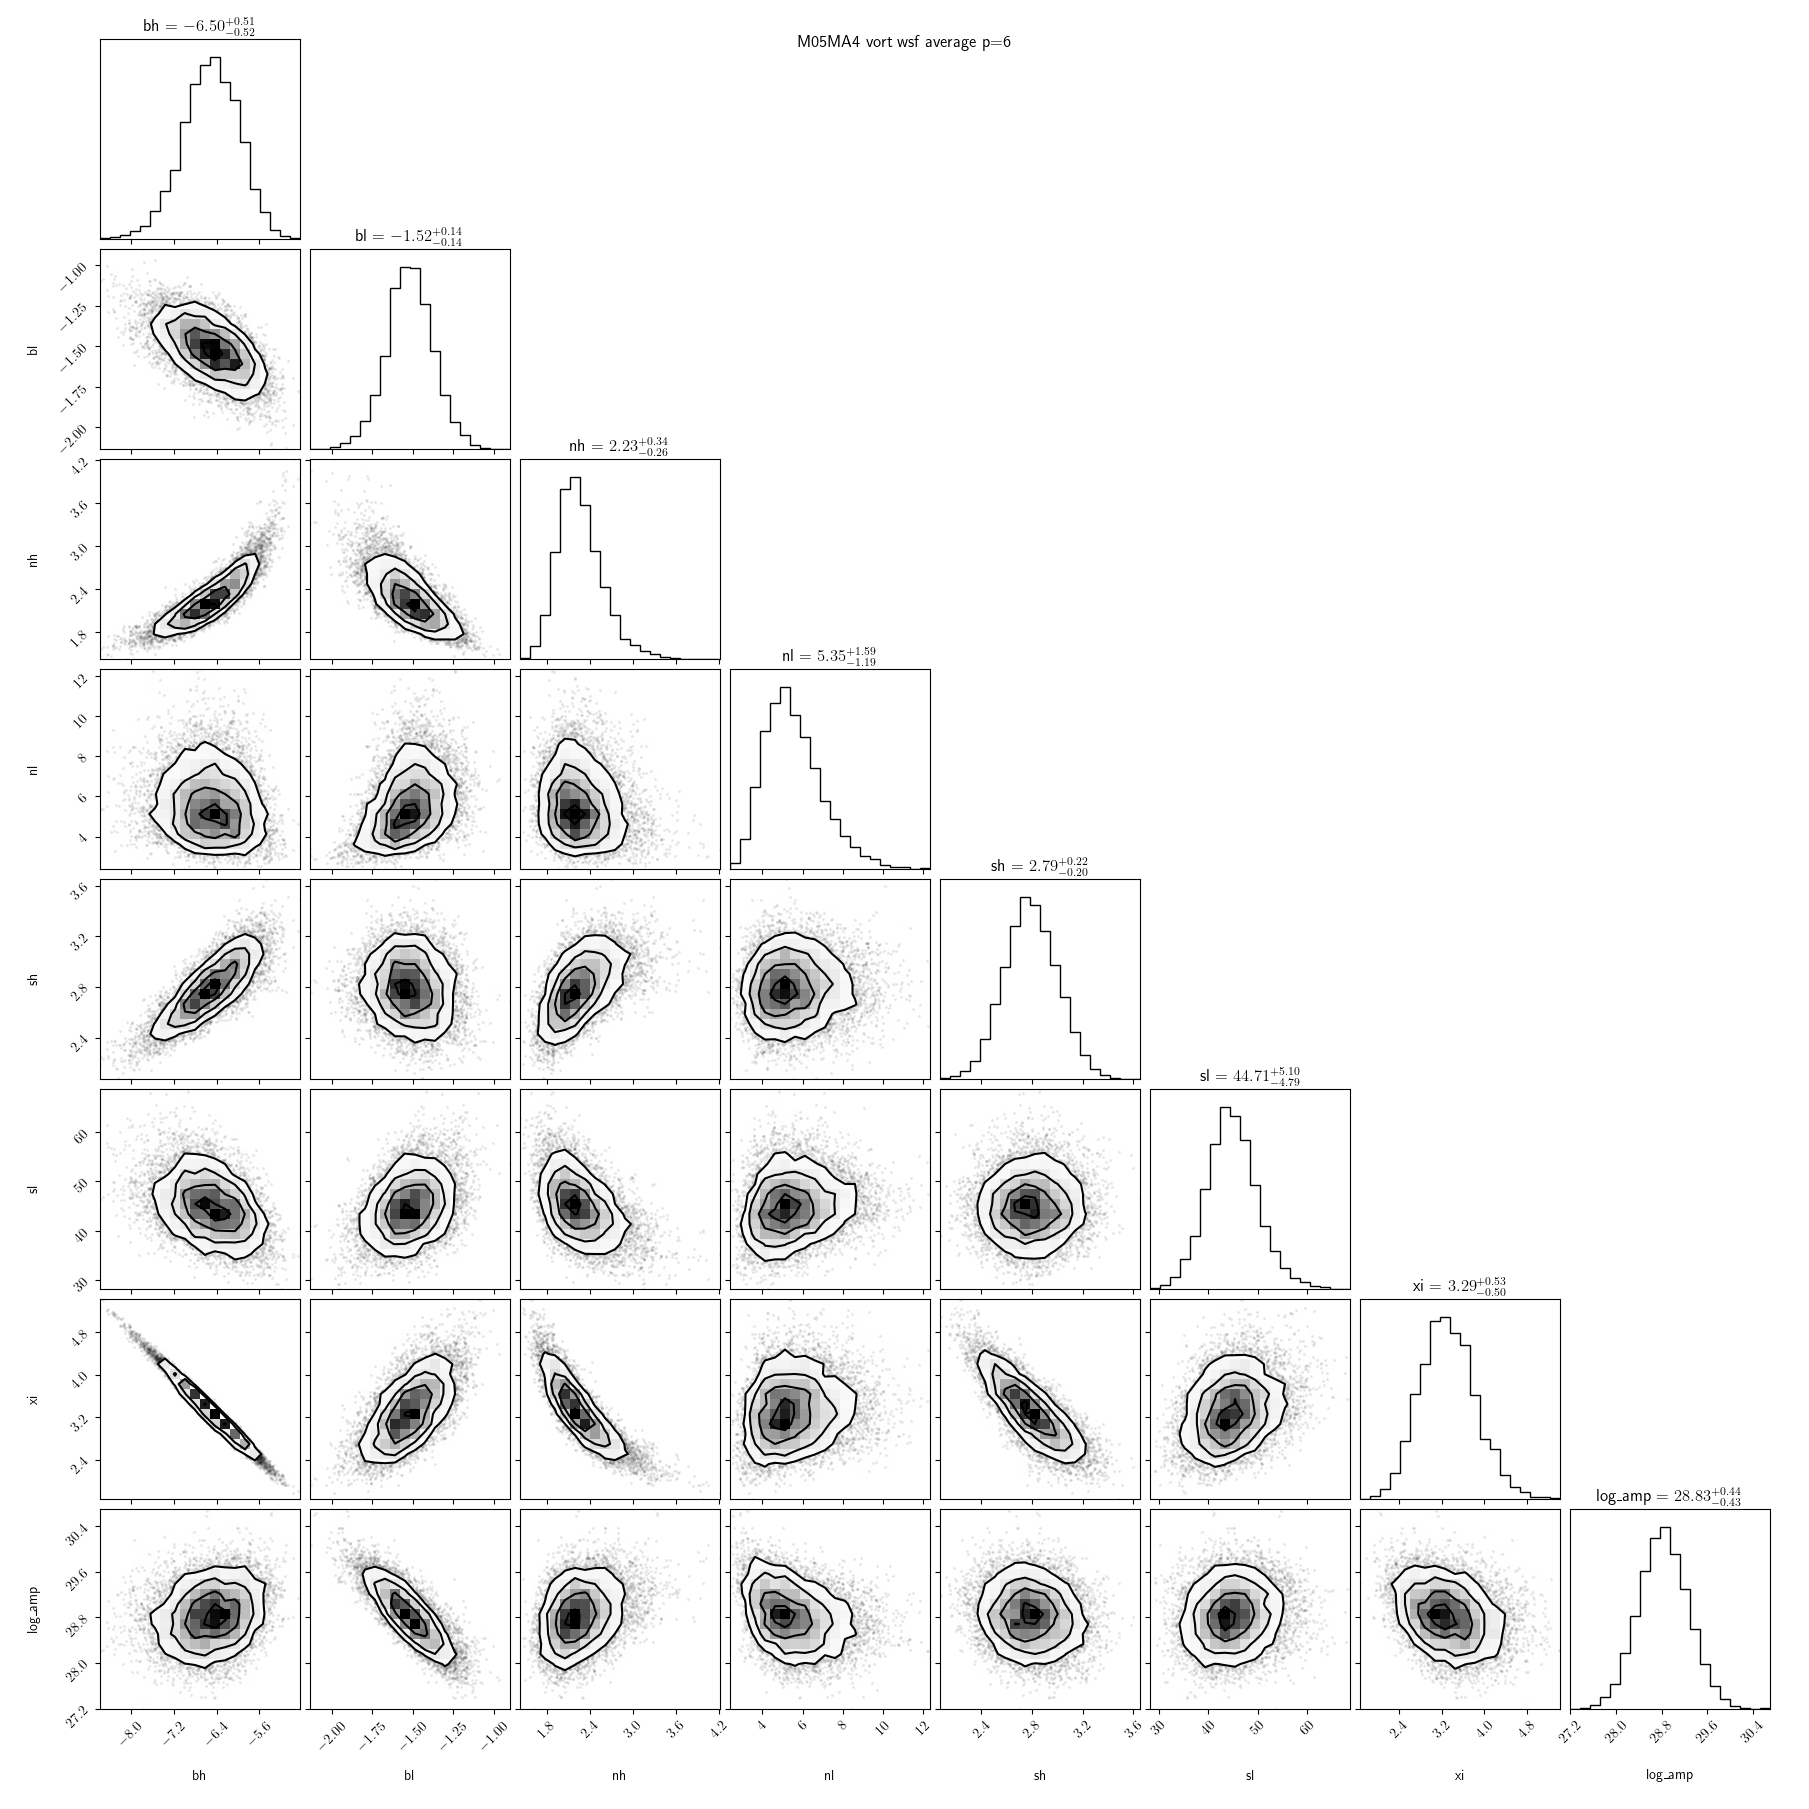 M05MA4 vort wsf average p=6
bh = −6.50 +0.51 −0.52
bl = −1.52 +0.14 −0.14
nh = 2.23 +0.34 −0.26
nl = 5.35 +1.59 −1.19
sh = 2.79 +0.22 −0.20
sl = 44.71 +5.10 −4.79
xi = 3.29 +0.53 −0.50
log_amp = 28.83 +0.44 −0.43
bl
−1.00
−1.25
−1.50
−1.75
−2.00
nh
4.2
3.6
3.0
2.4
1.8
nl
12
10
8
6
4
sh
3.6
3.2
2.8
2.4
sl
60
50
40
30
xi
4.8
4.0
3.2
2.4
log_amp
30.4
29.6
28.8
28.0
27.2
−8.0 −7.2 −6.4 −5.6
−2.00 −1.75 −1.50 −1.25 −1.00
1.8 2.4 3.0 3.6 4.2
4 6 8 10 12
2.4 2.8 3.2 3.6
30 40 50 60
2.4 3.2 4.0 4.8
27.2 28.0 28.8 29.6 30.4
bh bl nh nl sh sl xi log_amp